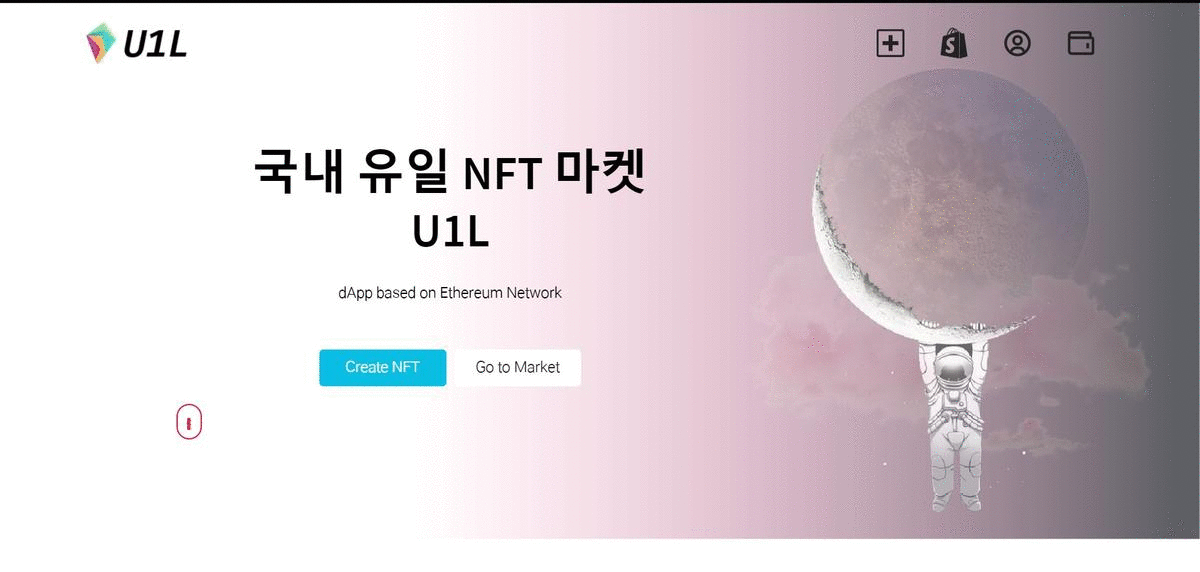 U1L
국내 유일 NFT 마켓
U1L
dApp based on Ethereum Network
Create NFT
Go to Market